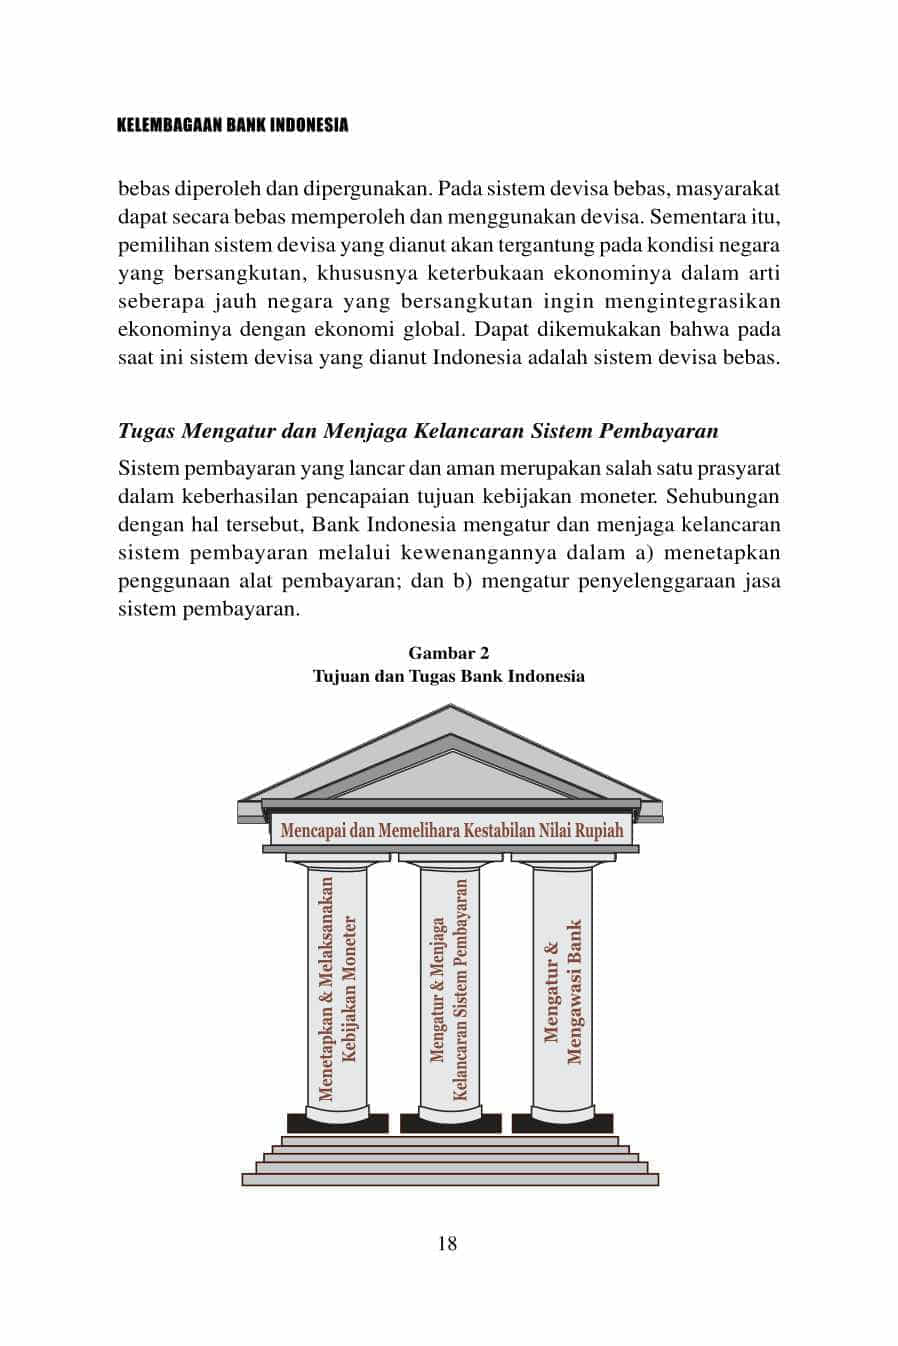 KELEMBAGAAN BANK INDONESIA
bebas diperoleh dan dipergunakan. Pada sistem devisa bebas, masyarakat
dapat secara bebas memperoleh dan menggunakan devisa. Sementara itu,
pemilihan sistem devisa yang dianut akan tergantung pada kondisi negara
yang bersangkutan, khususnya keterbukaan ekonominya dalam arti
seberapa jauh negara yang bersangkutan ingin mengintegrasikan
ekonominya dengan ekonomi global. Dapat dikemukakan bahwa pada
saat ini sistem devisa yang dianut Indonesia adalah sistem devisa bebas.
Tugas Mengatur dan Menjaga Kelancaran Sistem Pembayaran
Sistem pembayaran yang lancar dan aman merupakan salah satu prasyarat
dalam keberhasilan pencapaian tujuan kebijakan moneter. Sehubungan
dengan hal tersebut, Bank Indonesia mengatur dan menjaga kelancaran
sistem pembayaran melalui kewenangannya dalam a) menetapkan
penggunaan alat pembayaran; dan b) mengatur penyelenggaraan jasa
sistem pembayaran.
Gambar 2
Tujuan dan Tugas Bank Indonesia
Mencapai dan Memelihara Kestabilan Nilai Rupiah
Menetapkan & Melaksanakan
Kebijakan Moneter
Mengatur & Menjaga
Kelancaran Sistem Pembayaran
Mengatur &
Mengawasi Bank
18